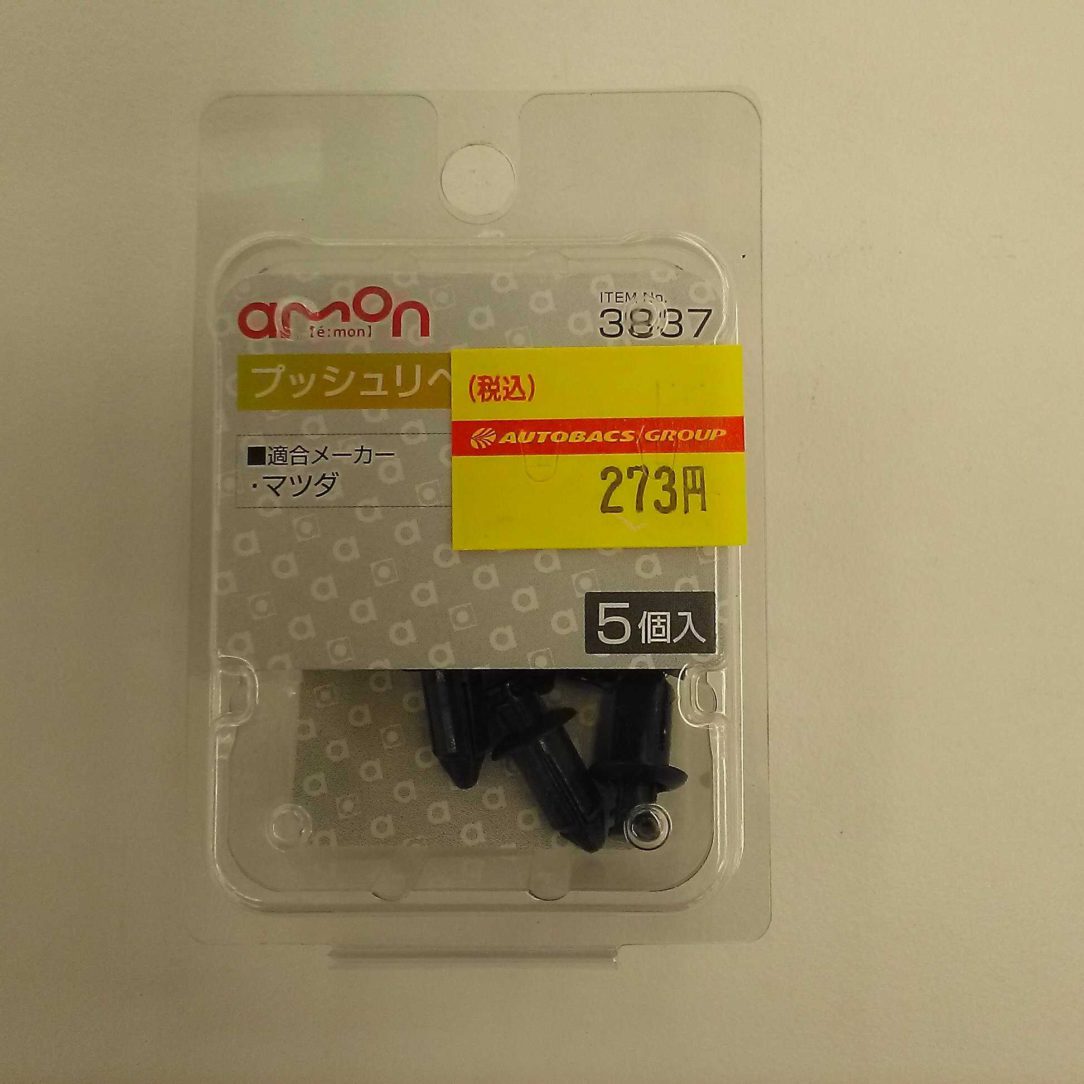 amon
【é:mon】
ITEM No.
3837
プッシュリベ
(税込)
AUTOBACS GROUP
■適合メーカー
・マツダ
273円
5個入